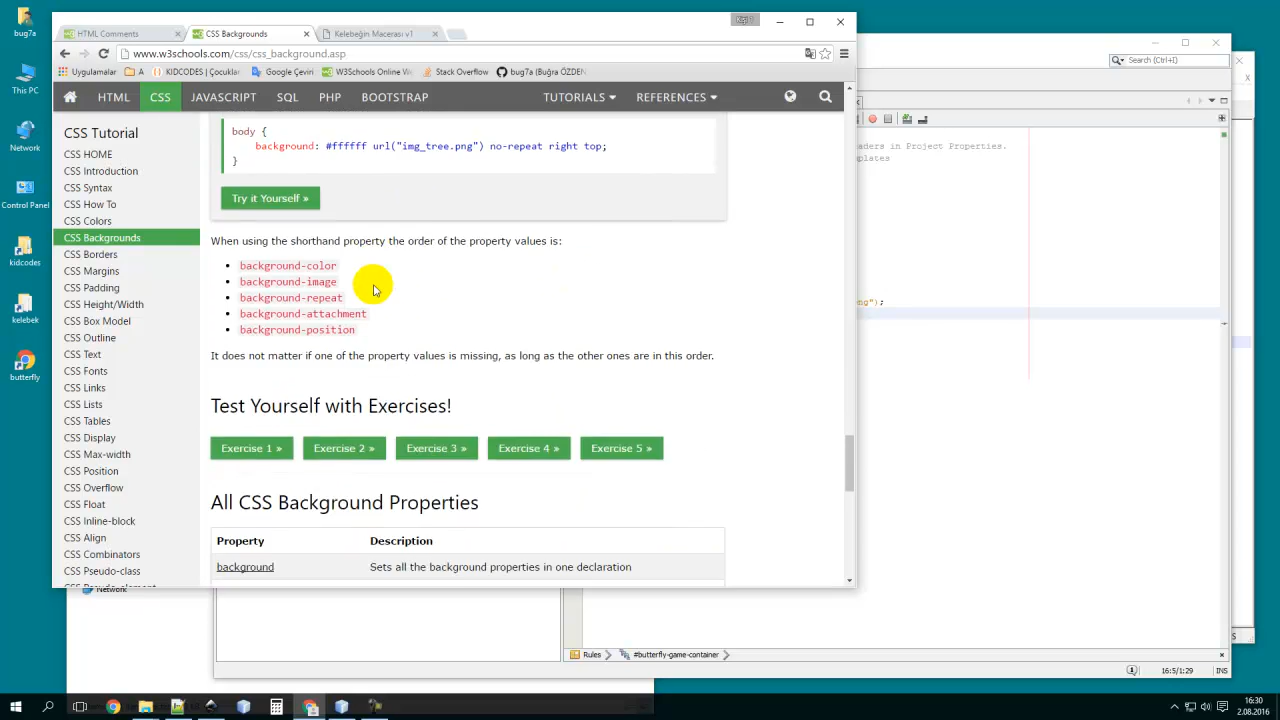 bug7a
This PC
Network
Control Panel
kidcodes
kelebek
butterfly
HTML Comments
CSS Backgrounds
Kelebeğin Macerası v1
www.w3schools.com/css/css_background.asp
Uygulamalar
A
KIDCODES | Çocuklar
Google Çeviri
W3Schools Online We
Stack Overflow
bug7a (Buğra ÖZDEN
HTML
CSS
JAVASCRIPT
SQL
PHP
BOOTSTRAP
TUTORIALS
REFERENCES
CSS Tutorial
CSS HOME
CSS Introduction
CSS Syntax
CSS How To
CSS Colors
CSS Backgrounds
CSS Borders
CSS Margins
CSS Padding
CSS Height/Width
CSS Box Model
CSS Outline
CSS Text
CSS Fonts
CSS Links
CSS Lists
CSS Tables
CSS Display
CSS Max-width
CSS Position
CSS Overflow
CSS Float
CSS Inline-block
CSS Align
CSS Combinators
CSS Pseudo-class
body {
background: #ffffff url("img_tree.png") no-repeat right top;
}
Try it Yourself »
When using the shorthand property the order of the property values is:
• background-color
• background-image
• background-repeat
• background-attachment
• background-position
It does not matter if one of the property values is missing, as long as the other ones are in this order.
Test Yourself with Exercises!
Exercise 1 »
Exercise 2 »
Exercise 3 »
Exercise 4 »
Exercise 5 »
All CSS Background Properties
Property
Description
background
Sets all the background properties in one declaration
Search (Ctrl+I)
aders in Project Properties.
mplates
ng");
Network
Rules
#butterfly-game-container
16:5/1:29
INS
16:30
2.08.2016